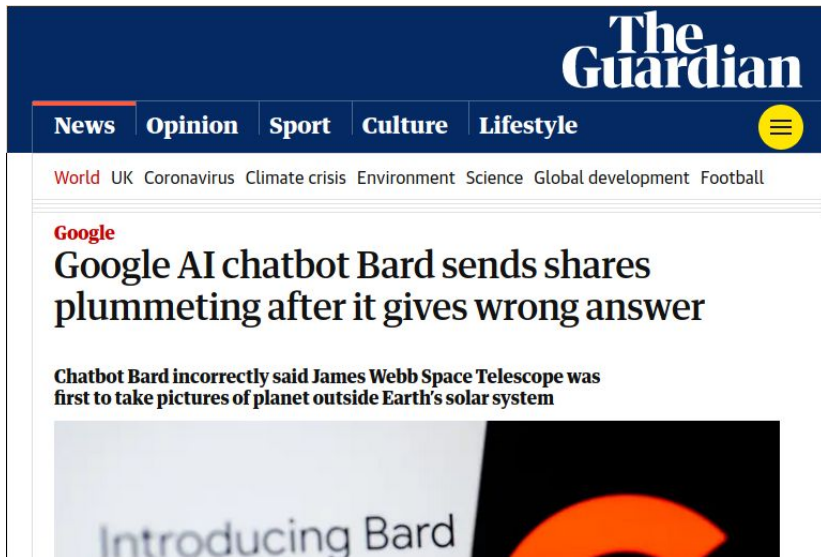 The
Guardian
News Opinion Sport Culture Lifestyle
World UK Coronavirus Climate crisis Environment Science Global development Football
Google
Google AI chatbot Bard sends shares
plummeting after it gives wrong answer
Chatbot Bard incorrectly said James Webb Space Telescope was
first to take pictures of planet outside Earth's solar system
Introducing Bard